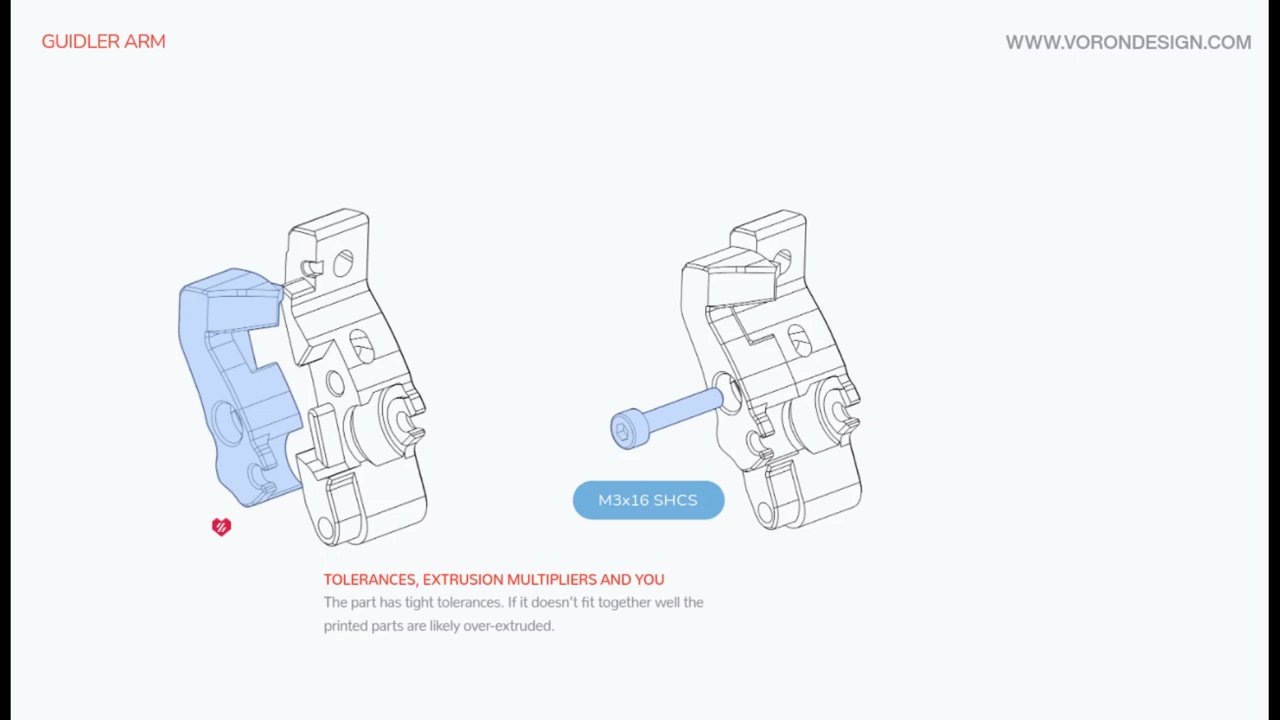 GUIDLER ARM
WWW.VORONDESIGN.COM
M3x16 SHCS
TOLERANCES, EXTRUSION MULTIPLIERS AND YOU
The part has tight tolerances. If it doesn't fit together well the
printed parts are likely over-extruded.